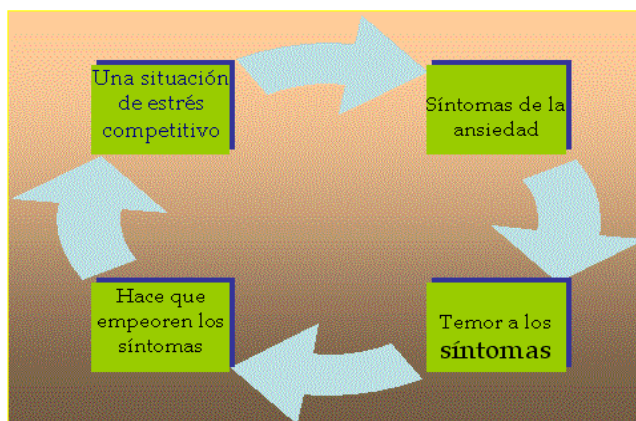 Una situación
de estrés
competitivo
Síntomas de la
ansiedad
Temor a los
síntomas
Hace que
empeoren los
síntomas